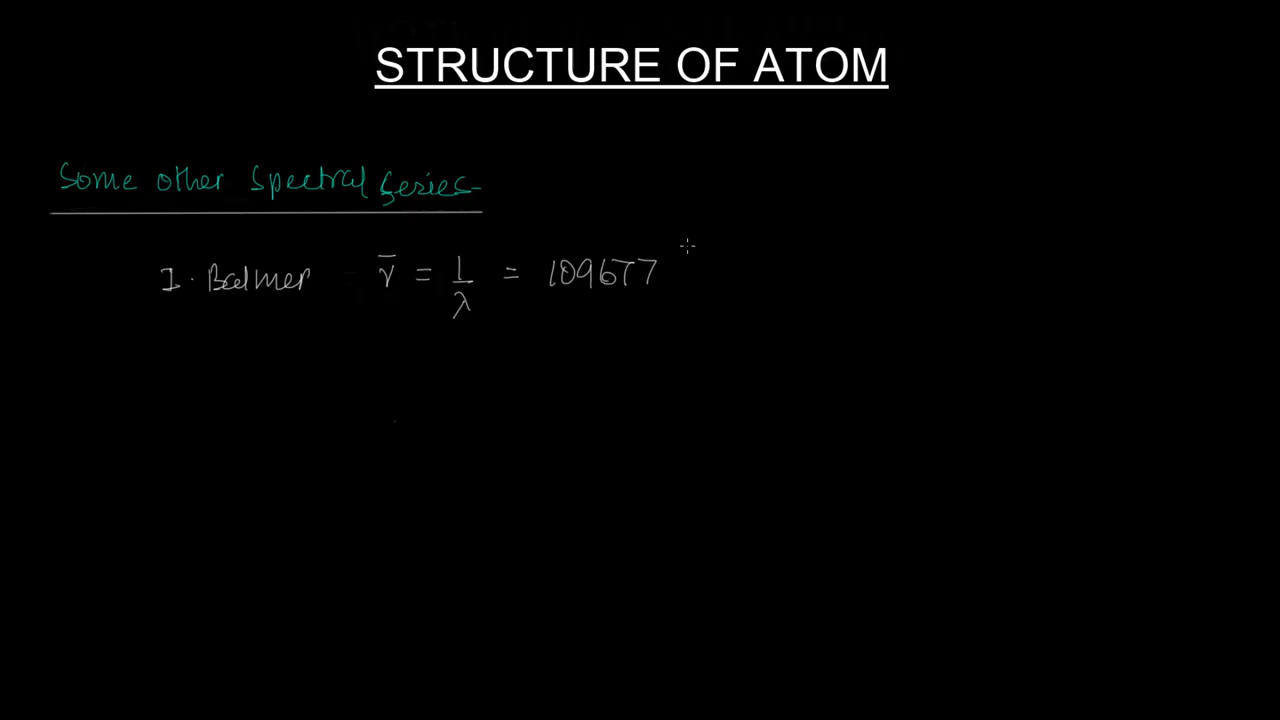 STRUCTURE OF ATOM
Some other Spectral Series-
I. Balmer - ν̅ = 1/λ = 109677